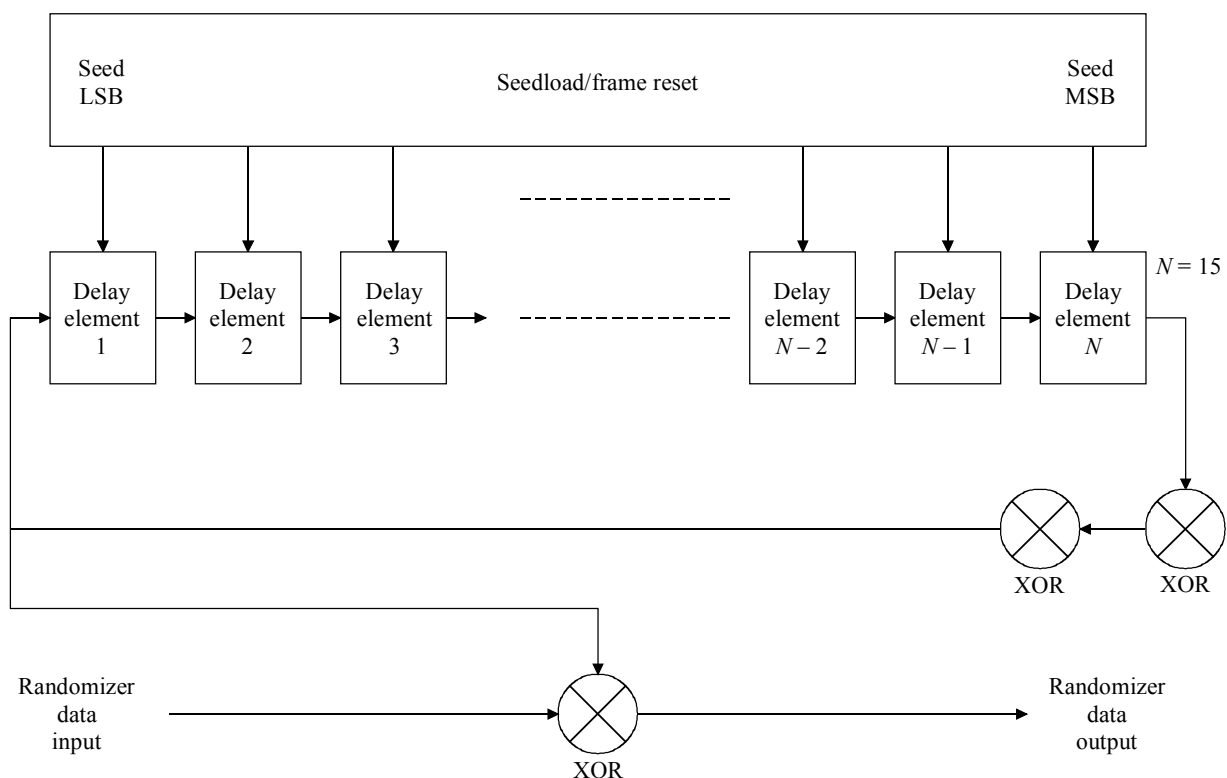 Seed
LSB
Seedload/frame reset
Seed
MSB
Delay
element
1
Delay
element
2
Delay
element
3
Delay
element
N – 2
Delay
element
N – 1
Delay
element
N
N = 15
XOR
XOR
Randomizer
data
input
XOR
Randomizer
data
output